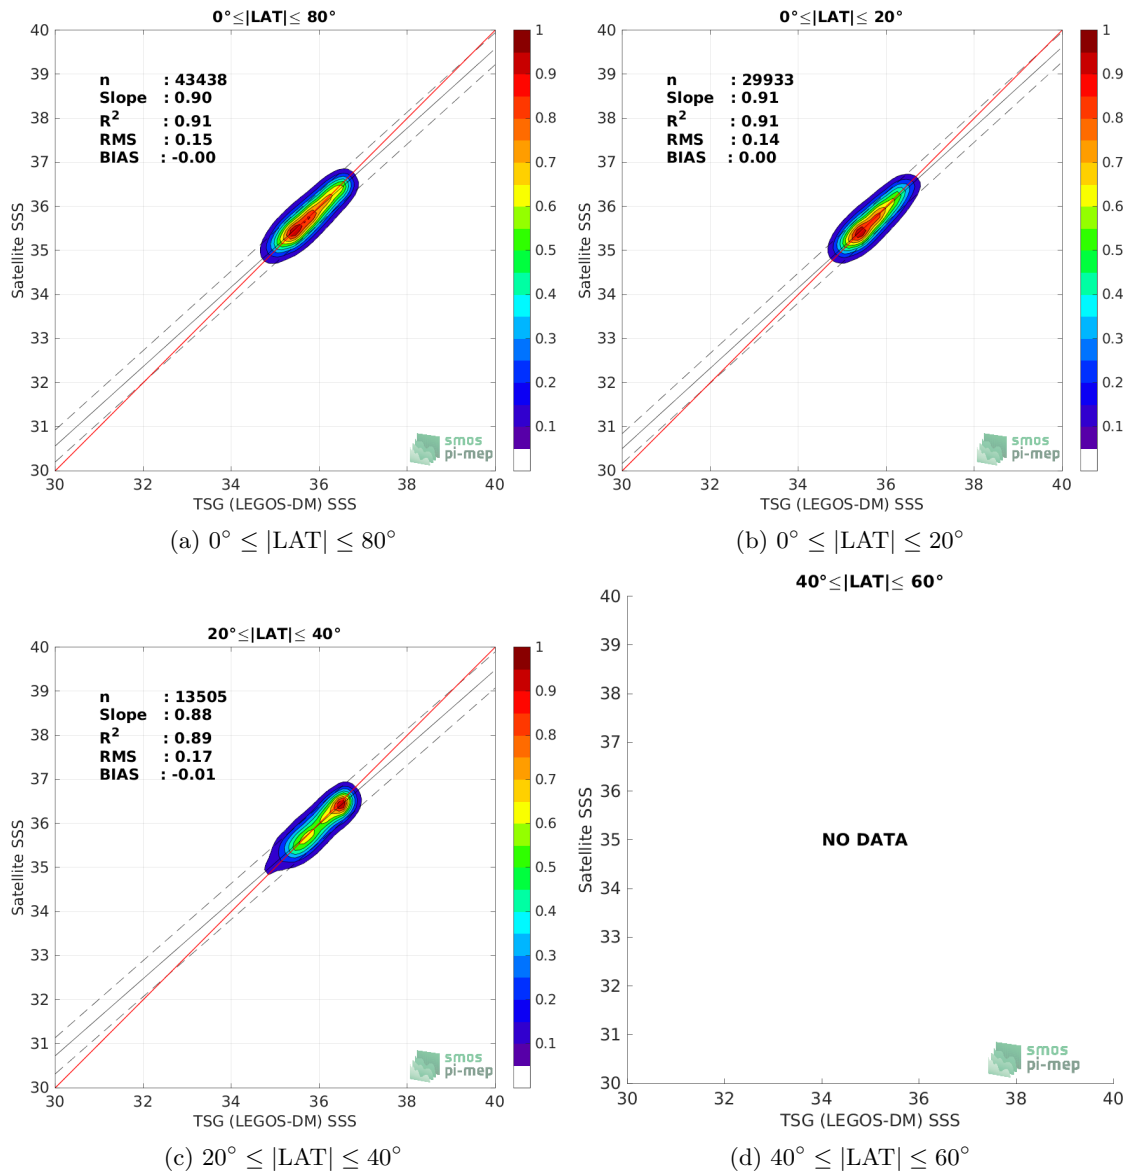 0°≤|LAT|≤ 80°
40
39
38
37
36
35
34
33
32
31
30
Satellite SSS
n : 43438
Slope : 0.90
R² : 0.91
RMS : 0.15
BIAS : -0.00
smos
pi-mep
30 32 34 36 38 40
TSG (LEGOS-DM) SSS
1
0.9
0.8
0.7
0.6
0.5
0.4
0.3
0.2
0.1
(a) 0° ≤ |LAT| ≤ 80°
0°≤|LAT|≤ 20°
40
39
38
37
36
35
34
33
32
31
30
Satellite SSS
n : 29933
Slope : 0.91
R² : 0.91
RMS : 0.14
BIAS : 0.00
smos
pi-mep
30 32 34 36 38 40
TSG (LEGOS-DM) SSS
1
0.9
0.8
0.7
0.6
0.5
0.4
0.3
0.2
0.1
(b) 0° ≤ |LAT| ≤ 20°
20°≤|LAT|≤ 40°
40
39
38
37
36
35
34
33
32
31
30
Satellite SSS
n : 13505
Slope : 0.88
R² : 0.89
RMS : 0.17
BIAS : -0.01
smos
pi-mep
30 32 34 36 38 40
TSG (LEGOS-DM) SSS
1
0.9
0.8
0.7
0.6
0.5
0.4
0.3
0.2
0.1
(c) 20° ≤ |LAT| ≤ 40°
40°≤|LAT|≤ 60°
40
39
38
37
36
35
34
33
32
31
30
Satellite SSS
NO DATA
smos
pi-mep
30 32 34 36 38 40
TSG (LEGOS-DM) SSS
(d) 40° ≤ |LAT| ≤ 60°